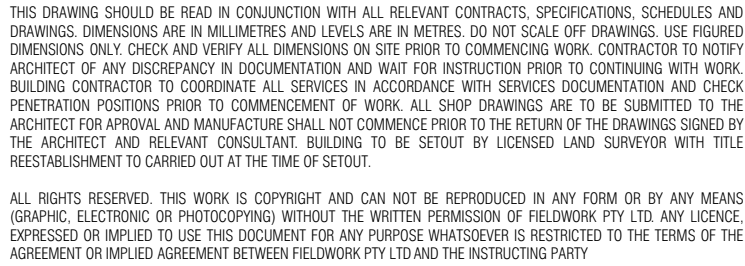 THIS DRAWING SHOULD BE READ IN CONJUNCTION WITH ALL RELEVANT CONTRACTS, SPECIFICATIONS, SCHEDULES AND
DRAWINGS. DIMENSIONS ARE IN MILLIMETRES AND LEVELS ARE IN METRES. DO NOT SCALE OFF DRAWINGS. USE FIGURED
DIMENSIONS ONLY. CHECK AND VERIFY ALL DIMENSIONS ON SITE PRIOR TO COMMENCING WORK. CONTRACTOR TO NOTIFY
ARCHITECT OF ANY DISCREPANCY IN DOCUMENTATION AND WAIT FOR INSTRUCTION PRIOR TO CONTINUING WITH WORK.
BUILDING CONTRACTOR TO COORDINATE ALL SERVICES IN ACCORDANCE WITH SERVICES DOCUMENTATION AND CHECK
PENETRATION POSITIONS PRIOR TO COMMENCEMENT OF WORK. ALL SHOP DRAWINGS ARE TO BE SUBMITTED TO THE
ARCHITECT FOR APROVAL AND MANUFACTURE SHALL NOT COMMENCE PRIOR TO THE RETURN OF THE DRAWINGS SIGNED BY
THE ARCHITECT AND RELEVANT CONSULTANT. BUILDING TO BE SETOUT BY LICENSED LAND SURVEYOR WITH TITLE
REESTABLISHMENT TO CARRIED OUT AT THE TIME OF SETOUT.
ALL RIGHTS RESERVED. THIS WORK IS COPYRIGHT AND CAN NOT BE REPRODUCED IN ANY FORM OR BY ANY MEANS
(GRAPHIC, ELECTRONIC OR PHOTOCOPYING) WITHOUT THE WRITTEN PERMISSION OF FIELDWORK PTY LTD. ANY LICENCE,
EXPRESSED OR IMPLIED TO USE THIS DOCUMENT FOR ANY PURPOSE WHATSOEVER IS RESTRICTED TO THE TERMS OF THE
AGREEMENT OR IMPLIED AGREEMENT BETWEEN FIELDWORK PTY LTD AND THE INSTRUCTING PARTY